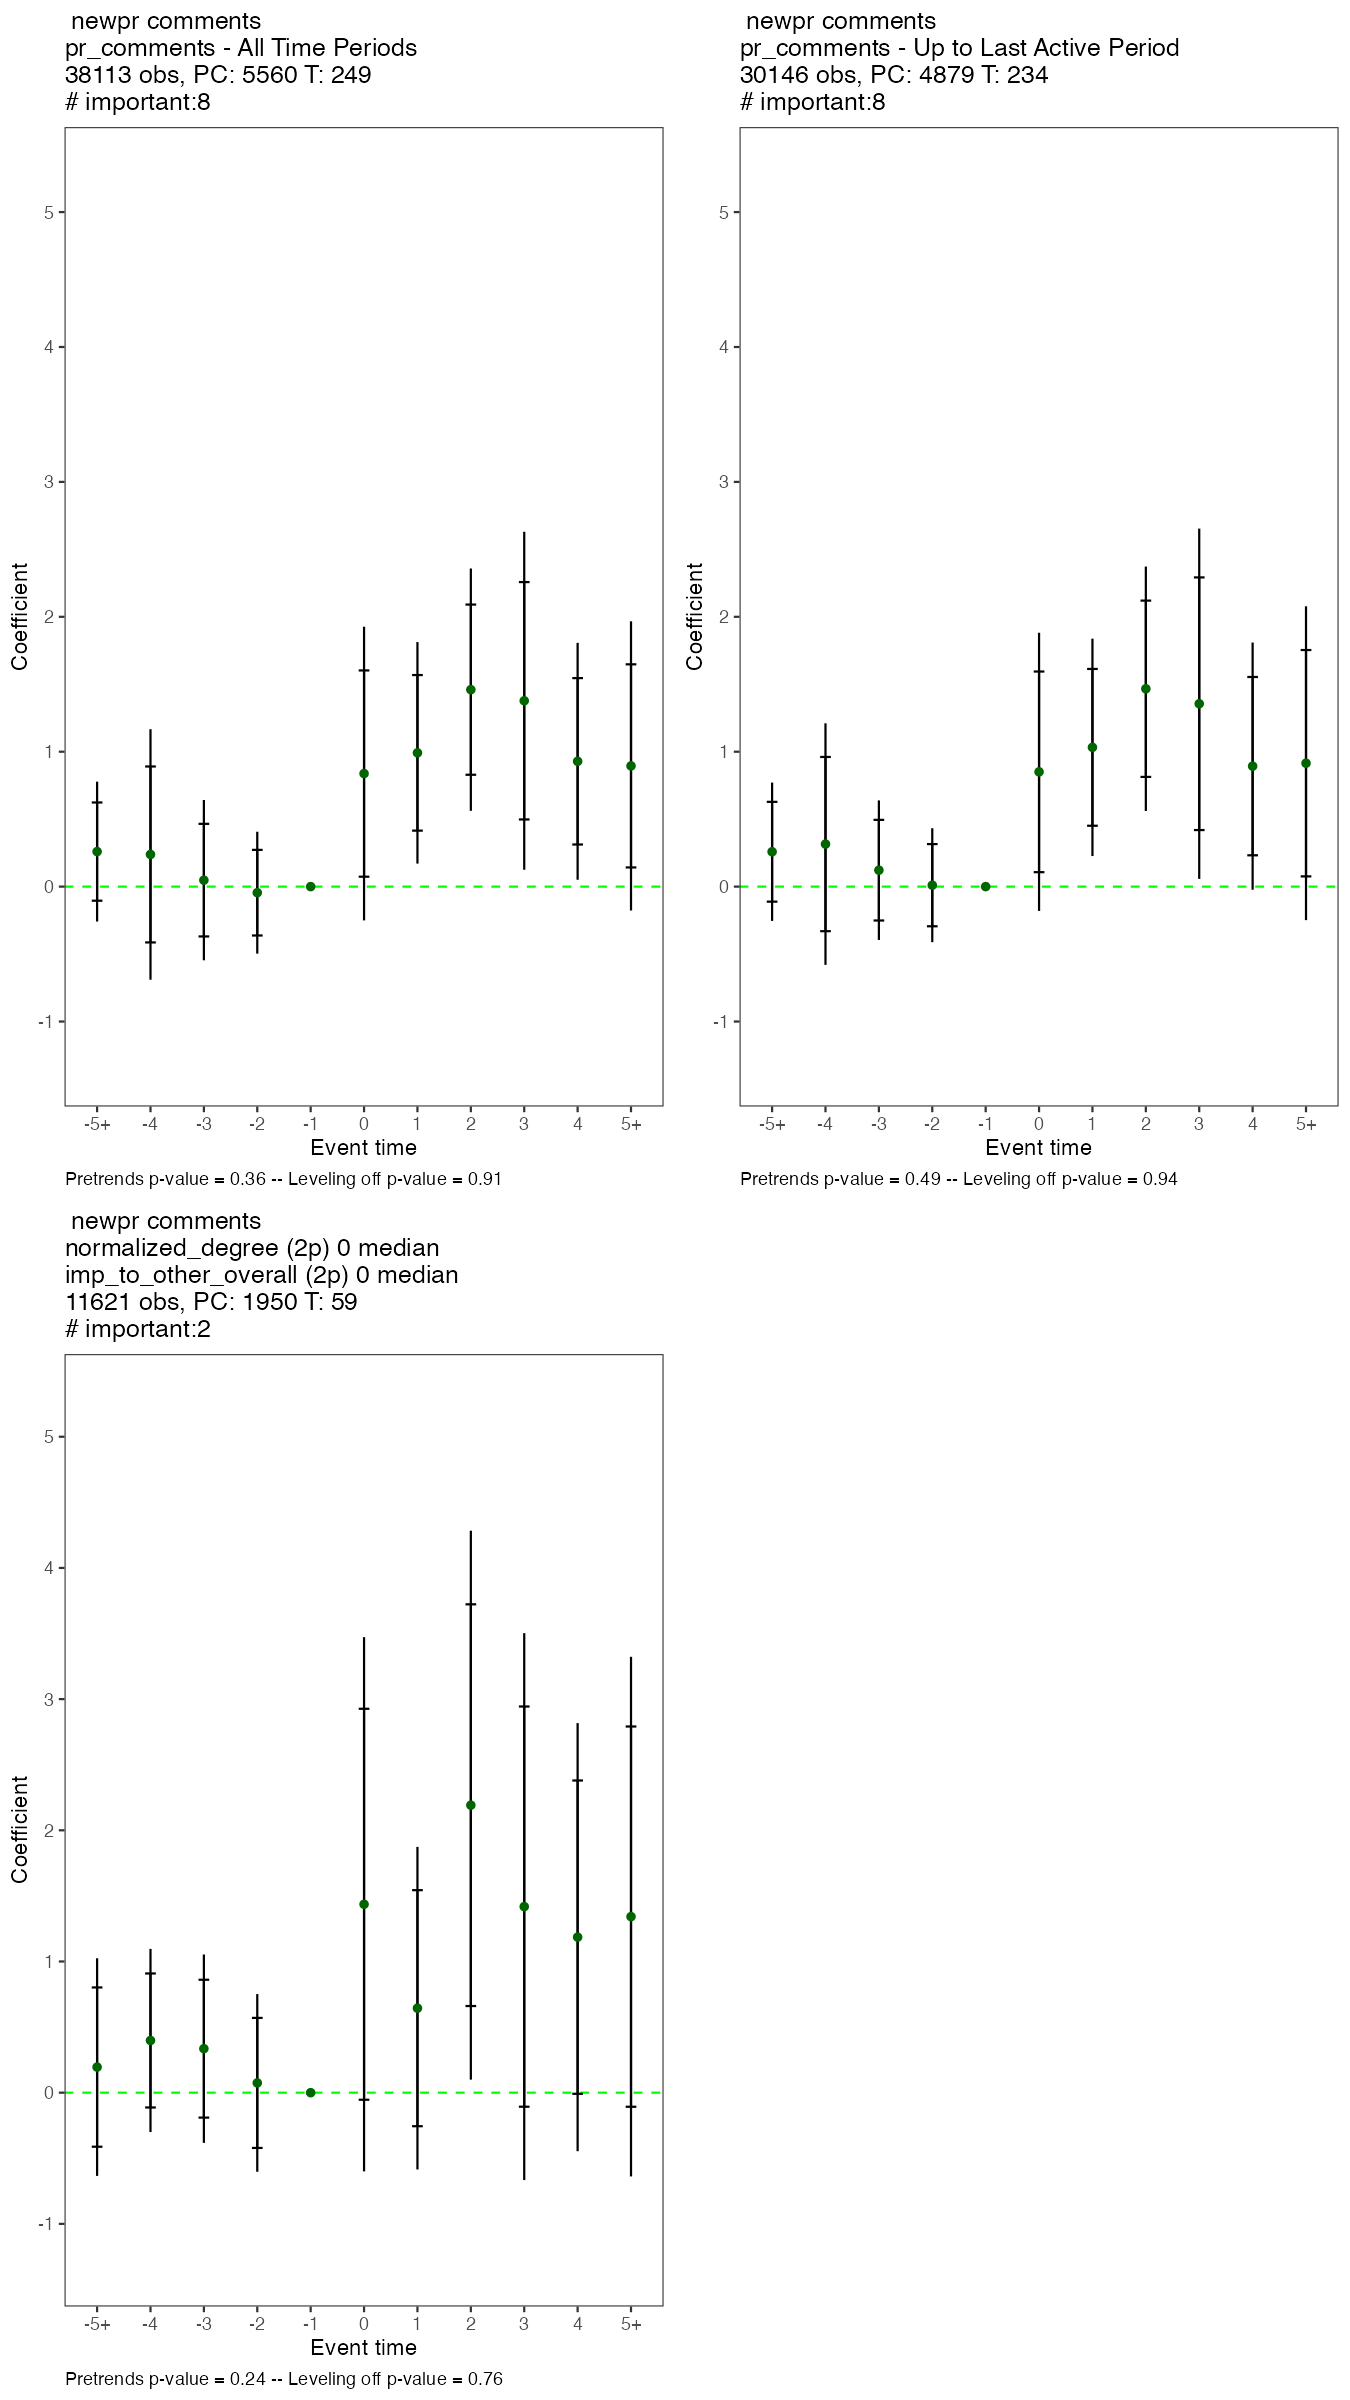 newpr comments
pr_comments - All Time Periods
38113 obs, PC: 5560 T: 249
# important:8
5
4
3
2
1
0
-1
Coefficient
-5+ -4 -3 -2 -1 0 1 2 3 4 5+
Event time
Pretrends p-value = 0.36 -- Leveling off p-value = 0.91
newpr comments
pr_comments - Up to Last Active Period
30146 obs, PC: 4879 T: 234
# important:8
5
4
3
2
1
0
-1
Coefficient
-5+ -4 -3 -2 -1 0 1 2 3 4 5+
Event time
Pretrends p-value = 0.49 -- Leveling off p-value = 0.94
newpr comments
normalized_degree (2p) 0 median
imp_to_other_overall (2p) 0 median
11621 obs, PC: 1950 T: 59
# important:2
5
4
3
2
1
0
-1
Coefficient
-5+ -4 -3 -2 -1 0 1 2 3 4 5+
Event time
Pretrends p-value = 0.24 -- Leveling off p-value = 0.76